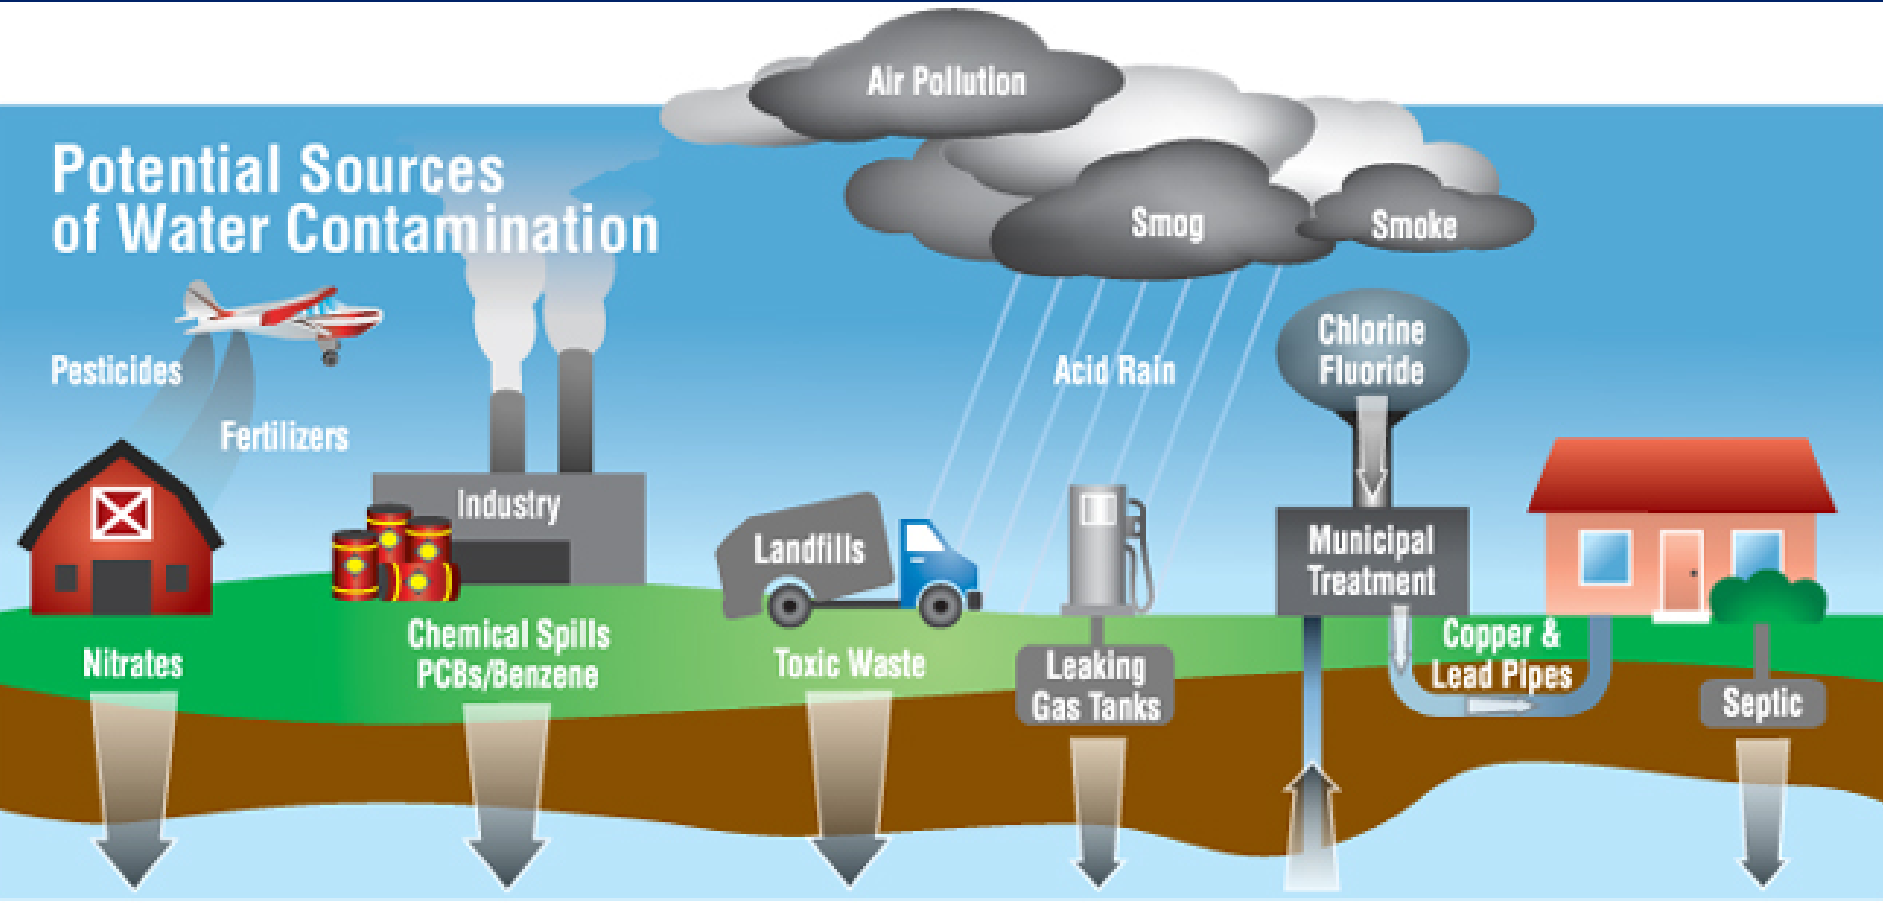 Air Pollution
Potential Sources
of Water Contamination
Smog
Smoke
Pesticides
Fertilizers
Acid Rain
Chlorine
Fluoride
Industry
Landfills
Municipal
Treatment
Nitrates
Chemical Spills
PCBs/Benzene
Toxic Waste
Leaking
Gas Tanks
Copper &
Lead Pipes
Septic